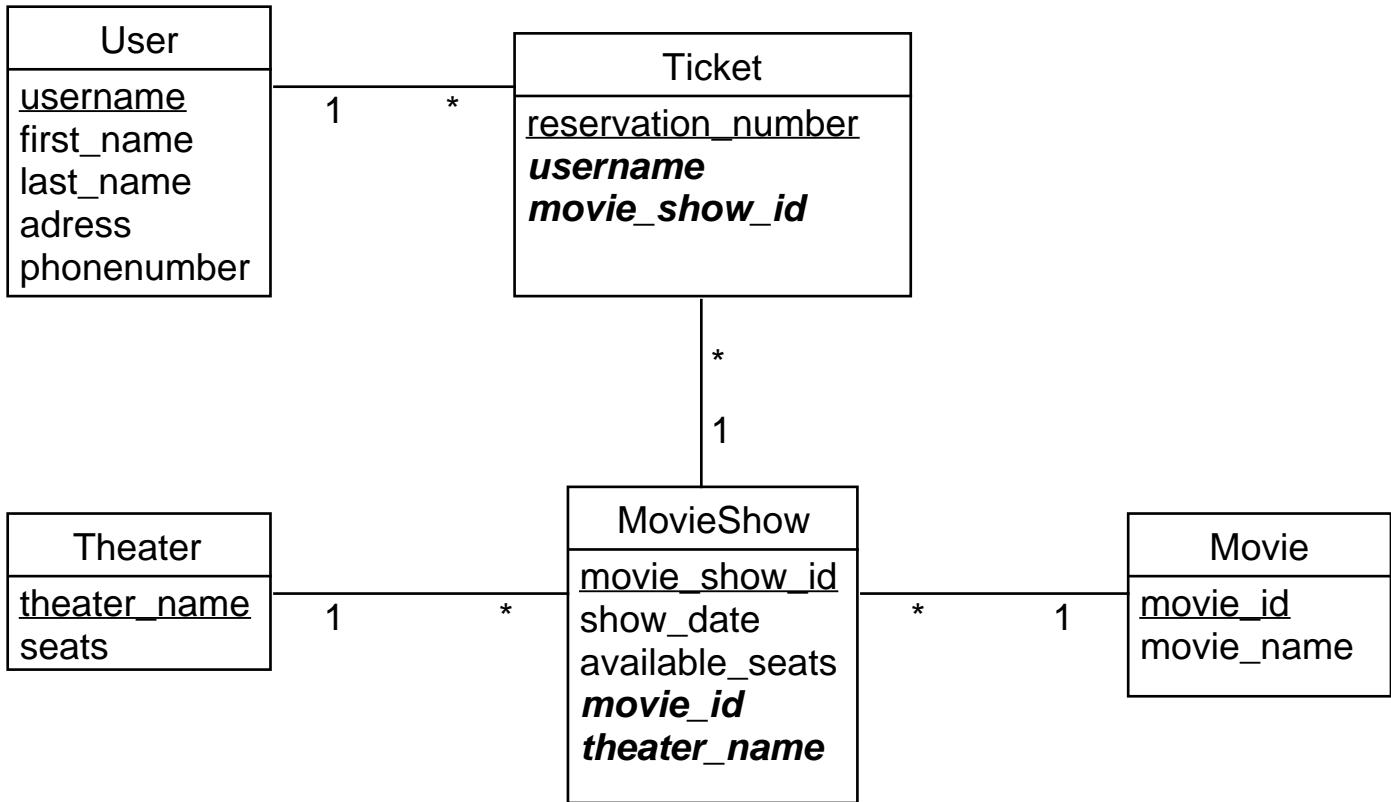 User
username
first_name
last_name
adress
phonenumber
1
*
Ticket
reservation_number
username
movie_show_id
*
1
Theater
theater_name
seats
1
*
MovieShow
movie_show_id
show_date
available_seats
movie_id
theater_name
*
1
Movie
movie_id
movie_name